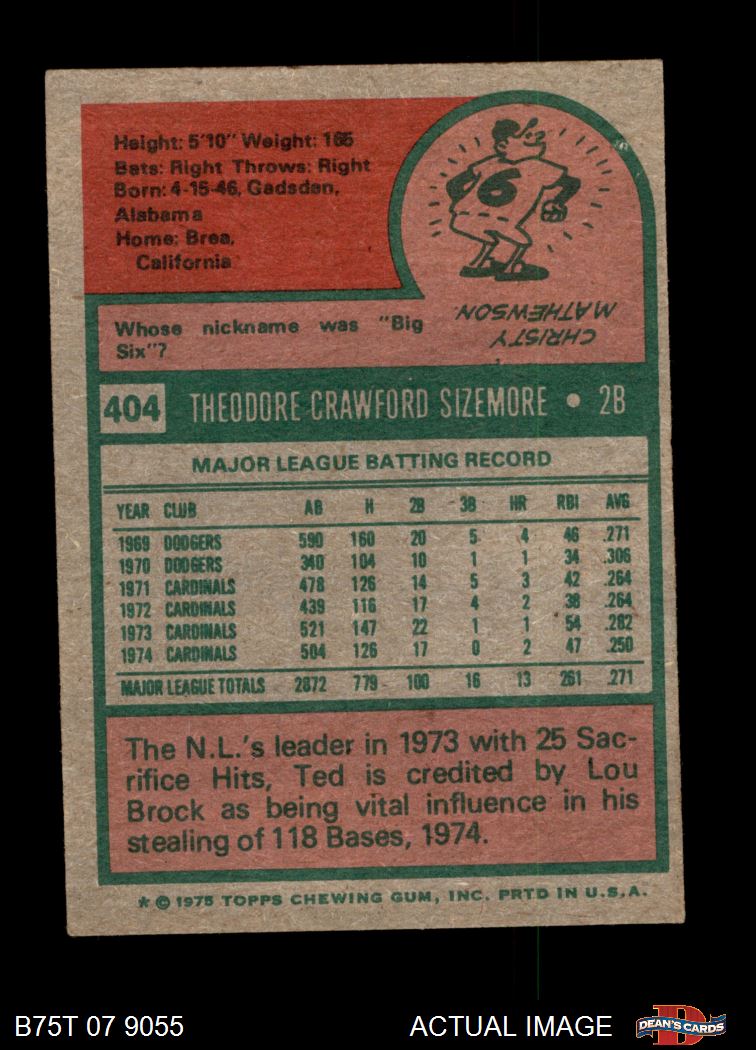 Height: 5'10" Weight: 165
Bats: Right Throws: Right
Born: 4-15-46, Gadsden,
Alabama
Home: Brea,
California
6
Whose nickname was "Big
Six"?
CHRISTY
MATHEWSON
404 THEODORE CRAWFORD SIZEMORE • 2B
MAJOR LEAGUE BATTING RECORD
YEAR CLUB AB H 2B 3B HR RBI AVG
1969 DODGERS 590 160 20 5 4 46 .271
1970 DODGERS 340 104 10 1 1 34 .306
1971 CARDINALS 478 126 14 5 3 42 .264
1972 CARDINALS 439 116 17 4 2 38 .264
1973 CARDINALS 521 147 22 1 1 54 .282
1974 CARDINALS 504 126 17 0 2 47 .250
MAJOR LEAGUE TOTALS 2872 779 100 16 13 261 .271
The N.L.'s leader in 1973 with 25 Sac-
rifice Hits, Ted is credited by Lou
Brock as being vital influence in his
stealing of 118 Bases, 1974.
* © 1975 TOPPS CHEWING GUM, INC. PRTD IN U.S.A.
B75T 07 9055 ACTUAL IMAGE
D
DEAN'S CARDS